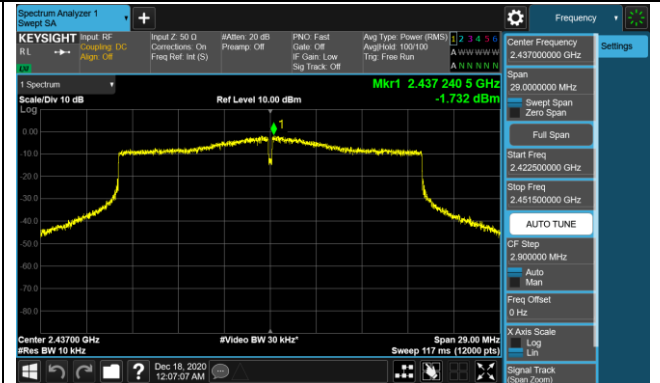 Spectrum Analyzer 1
Swept SA
+
Frequency
KEYSIGHT
RL
Input: RF
Coupling: DC
Align: Off
Input Z: 50 Ω
Corrections: On
Freq Ref: Int (S)
#Atten: 20 dB
Preamp: Off
PNO: Fast
Gate: Off
IF Gain: Low
Sig Track: Off
Avg Type: Power (RMS)
Avg|Hold: 100/100
Trig: Free Run
1 2 3 4 5 6
A W W W W W
A N N N N N
Center Frequency
2.437000000 GHz
Settings
Span
29.0000000 MHz
Swept Span
Zero Span
Full Span
Start Freq
2.422500000 GHz
Stop Freq
2.451500000 GHz
AUTO TUNE
CF Step
2.900000 MHz
Auto
Man
Freq Offset
0 Hz
X Axis Scale
Log
Lin
Signal Track
(Span Zoom)
1 Spectrum
Scale/Div 10 dB
Ref Level 10.00 dBm
Mkr1 2.437 240 5 GHz
-1.732 dBm
Log
1
0.00
-10.0
-20.0
-30.0
-40.0
-50.0
-60.0
-70.0
-80.0
Center 2.43700 GHz
#Video BW 30 kHz*
Span 29.00 MHz
#Res BW 10 kHz
Sweep 117 ms (12000 pts)
?
Dec 18, 2020
12:07:07 AM